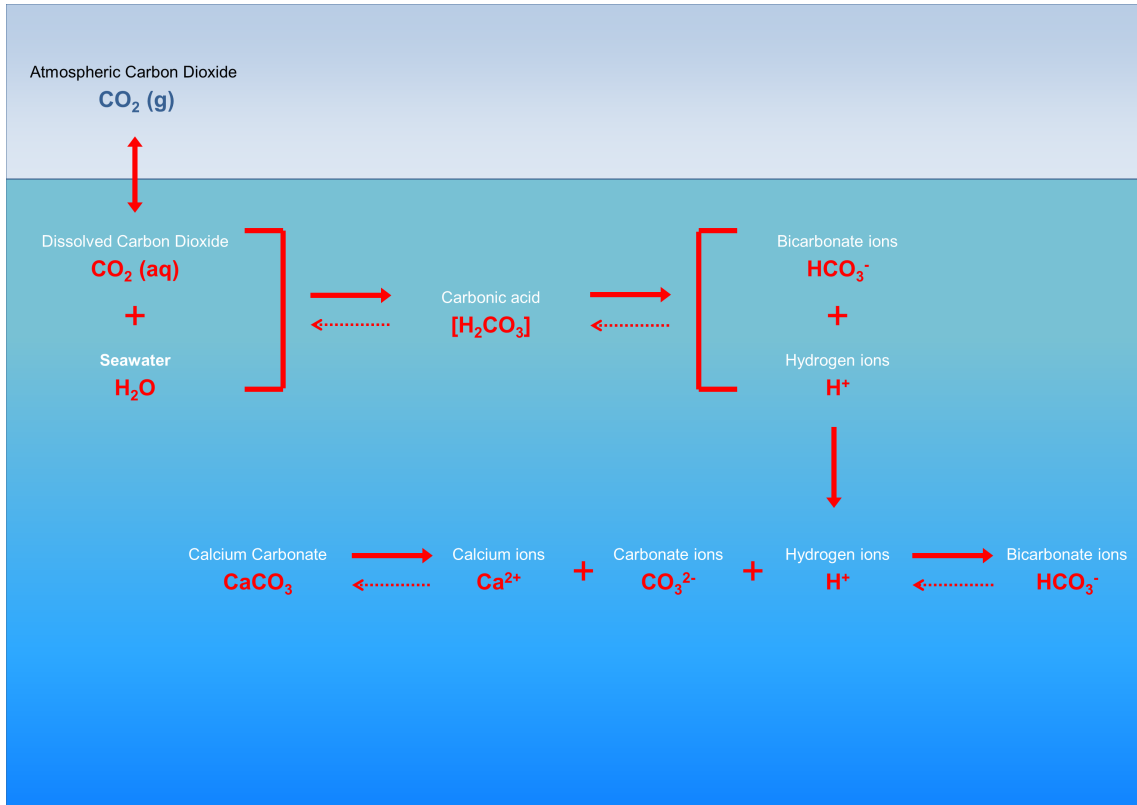 Atmospheric Carbon Dioxide
CO₂ (g)
Dissolved Carbon Dioxide
CO₂ (aq)
+
Seawater
H₂O
Carbonic acid
[H₂CO₃]
Bicarbonate ions
HCO₃⁻
+
Hydrogen ions
H⁺
Calcium Carbonate
CaCO₃
Calcium ions
Ca²⁺
+
Carbonate ions
CO₃²⁻
+
Hydrogen ions
H⁺
Bicarbonate ions
HCO₃⁻